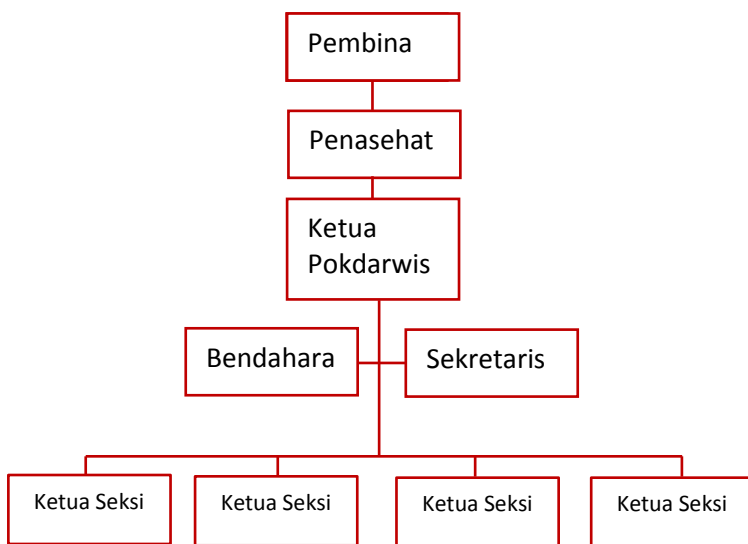 Pembina
Penasehat
Ketua
Pokdarwis
Bendahara
Sekretaris
Ketua Seksi
Ketua Seksi
Ketua Seksi
Ketua Seksi